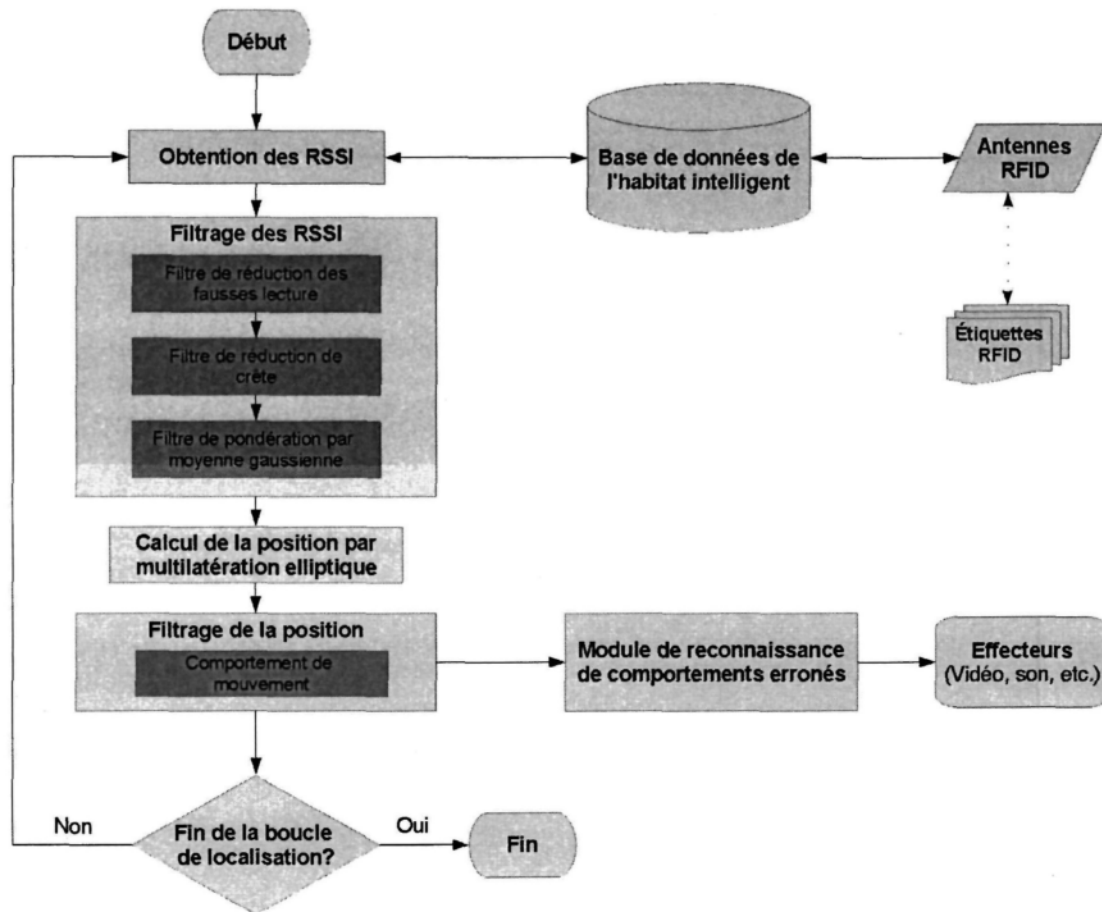 Début
Obtention des RSSI
Base de données de
l'habitat intelligent
Antennes
RFID
Étiquettes
RFID
Filtrage des RSSI
Filtre de réduction des
fausses lecture
Filtre de réduction de
crête
Filtre de pondération par
moyenne gaussienne
Calcul de la position par
multilatération elliptique
Filtrage de la position
Comportement de
mouvement
Module de reconnaissance
de comportements erronés
Effecteurs
(Vidéo, son, etc.)
Non
Fin de la boucle
de localisation?
Oui
Fin